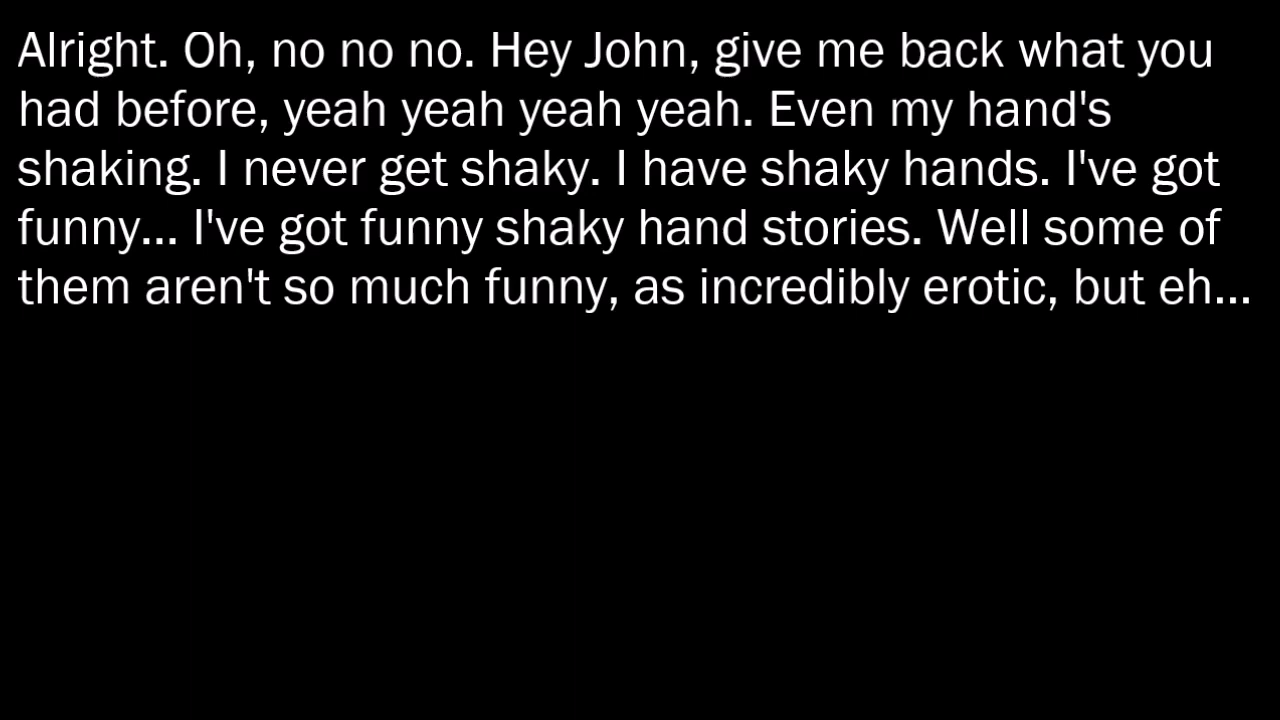 Alright. Oh, no no no. Hey John, give me back what you
had before, yeah yeah yeah yeah. Even my hand's
shaking. I never get shaky. I have shaky hands. I've got
funny... I've got funny shaky hand stories. Well some of
them aren't so much funny, as incredibly erotic, but eh...